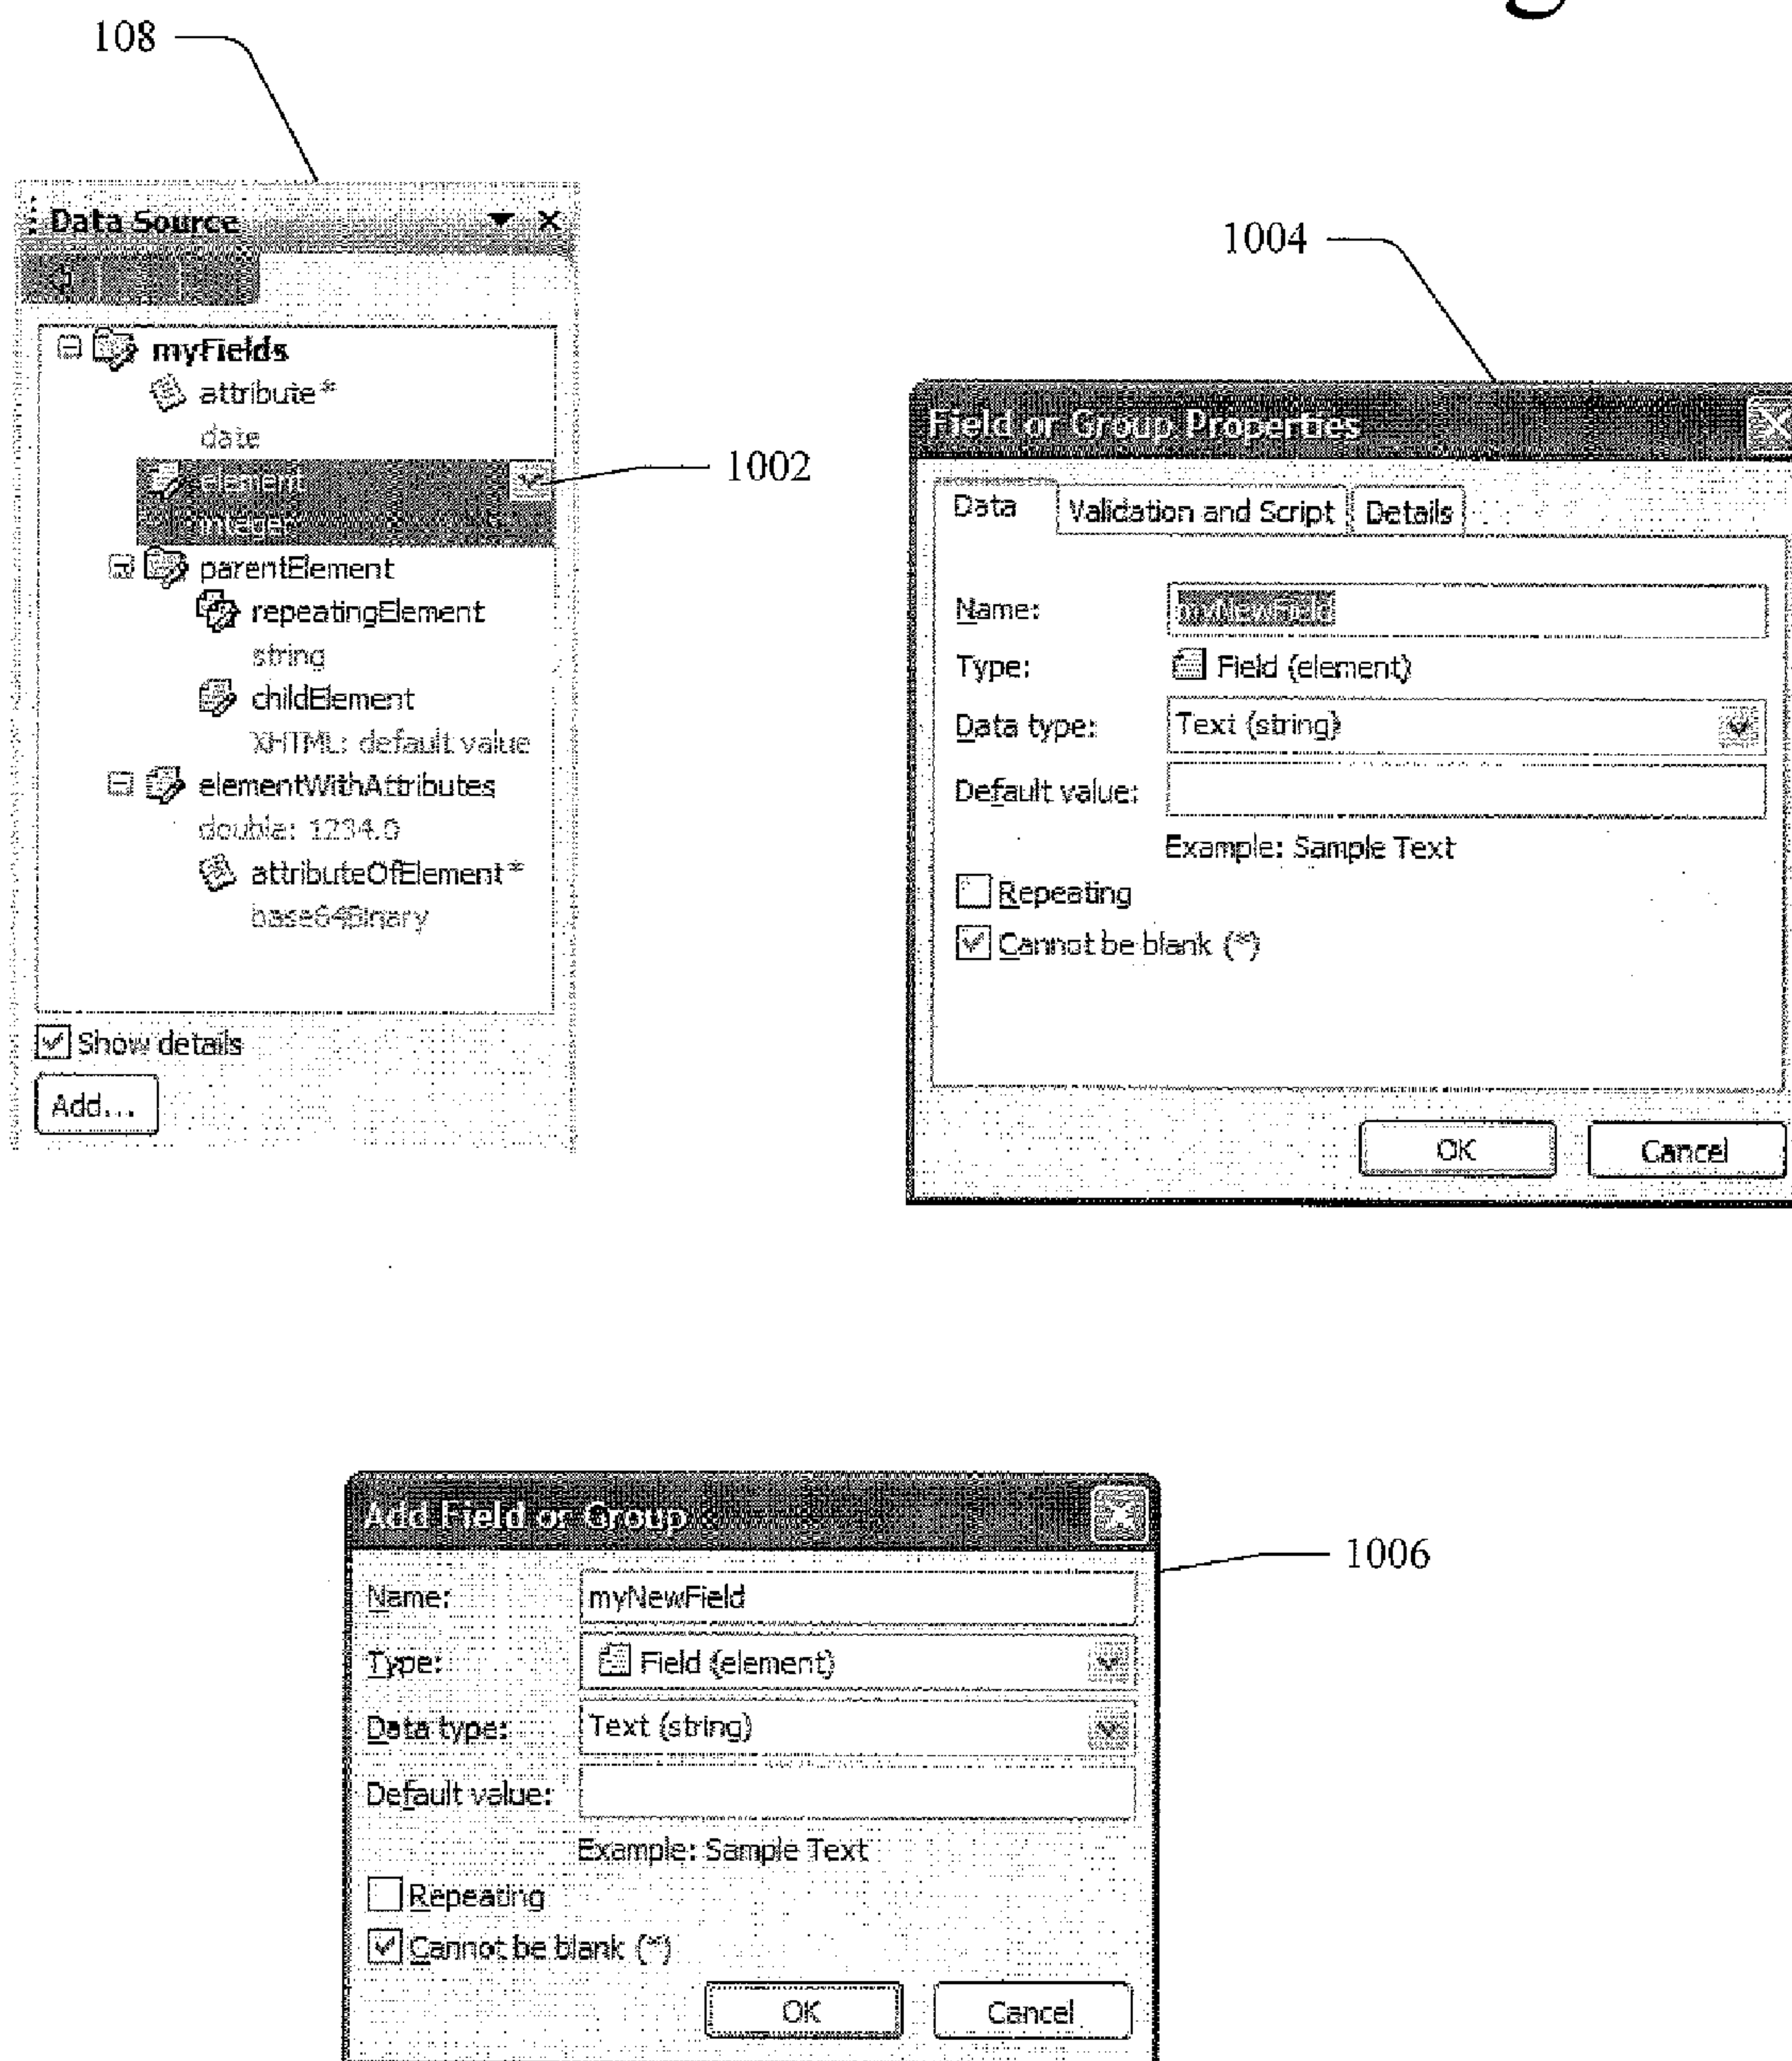 108
Data Source
myFields
attribute*
date
element
integer
parentElement
repeatingElement
string
childElement
XHTML: default value
elementWithAttributes
double: 1234.0
attributeOfElement*
base64Binary
Show details
Add...
1002
1004
Field or Group Properties
Data Validation and Script Details
Name: myNewField
Type: Field (element)
Data type: Text (string)
Default value:
Example: Sample Text
Repeating
Cannot be blank (*)
OK Cancel
1006
Add Field or Group
Name: myNewField
Type: Field (element)
Data type: Text (string)
Default value:
Example: Sample Text
Repeating
Cannot be blank (*)
OK Cancel